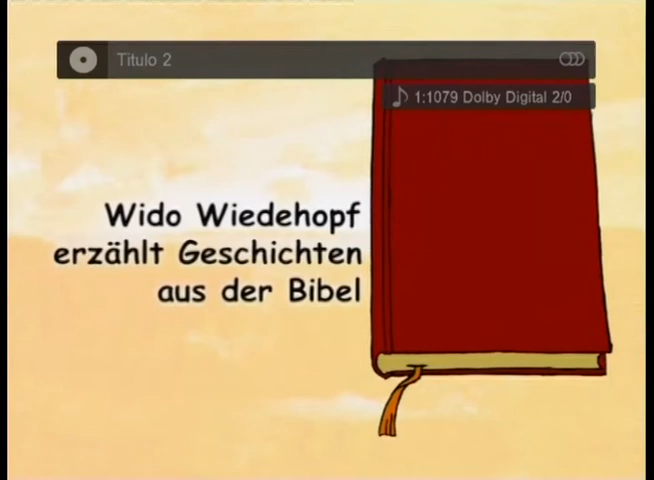 Titulo 2
1:1079 Dolby Digital 2/0
Wido Wiedehopf
erzählt Geschichten
aus der Bibel